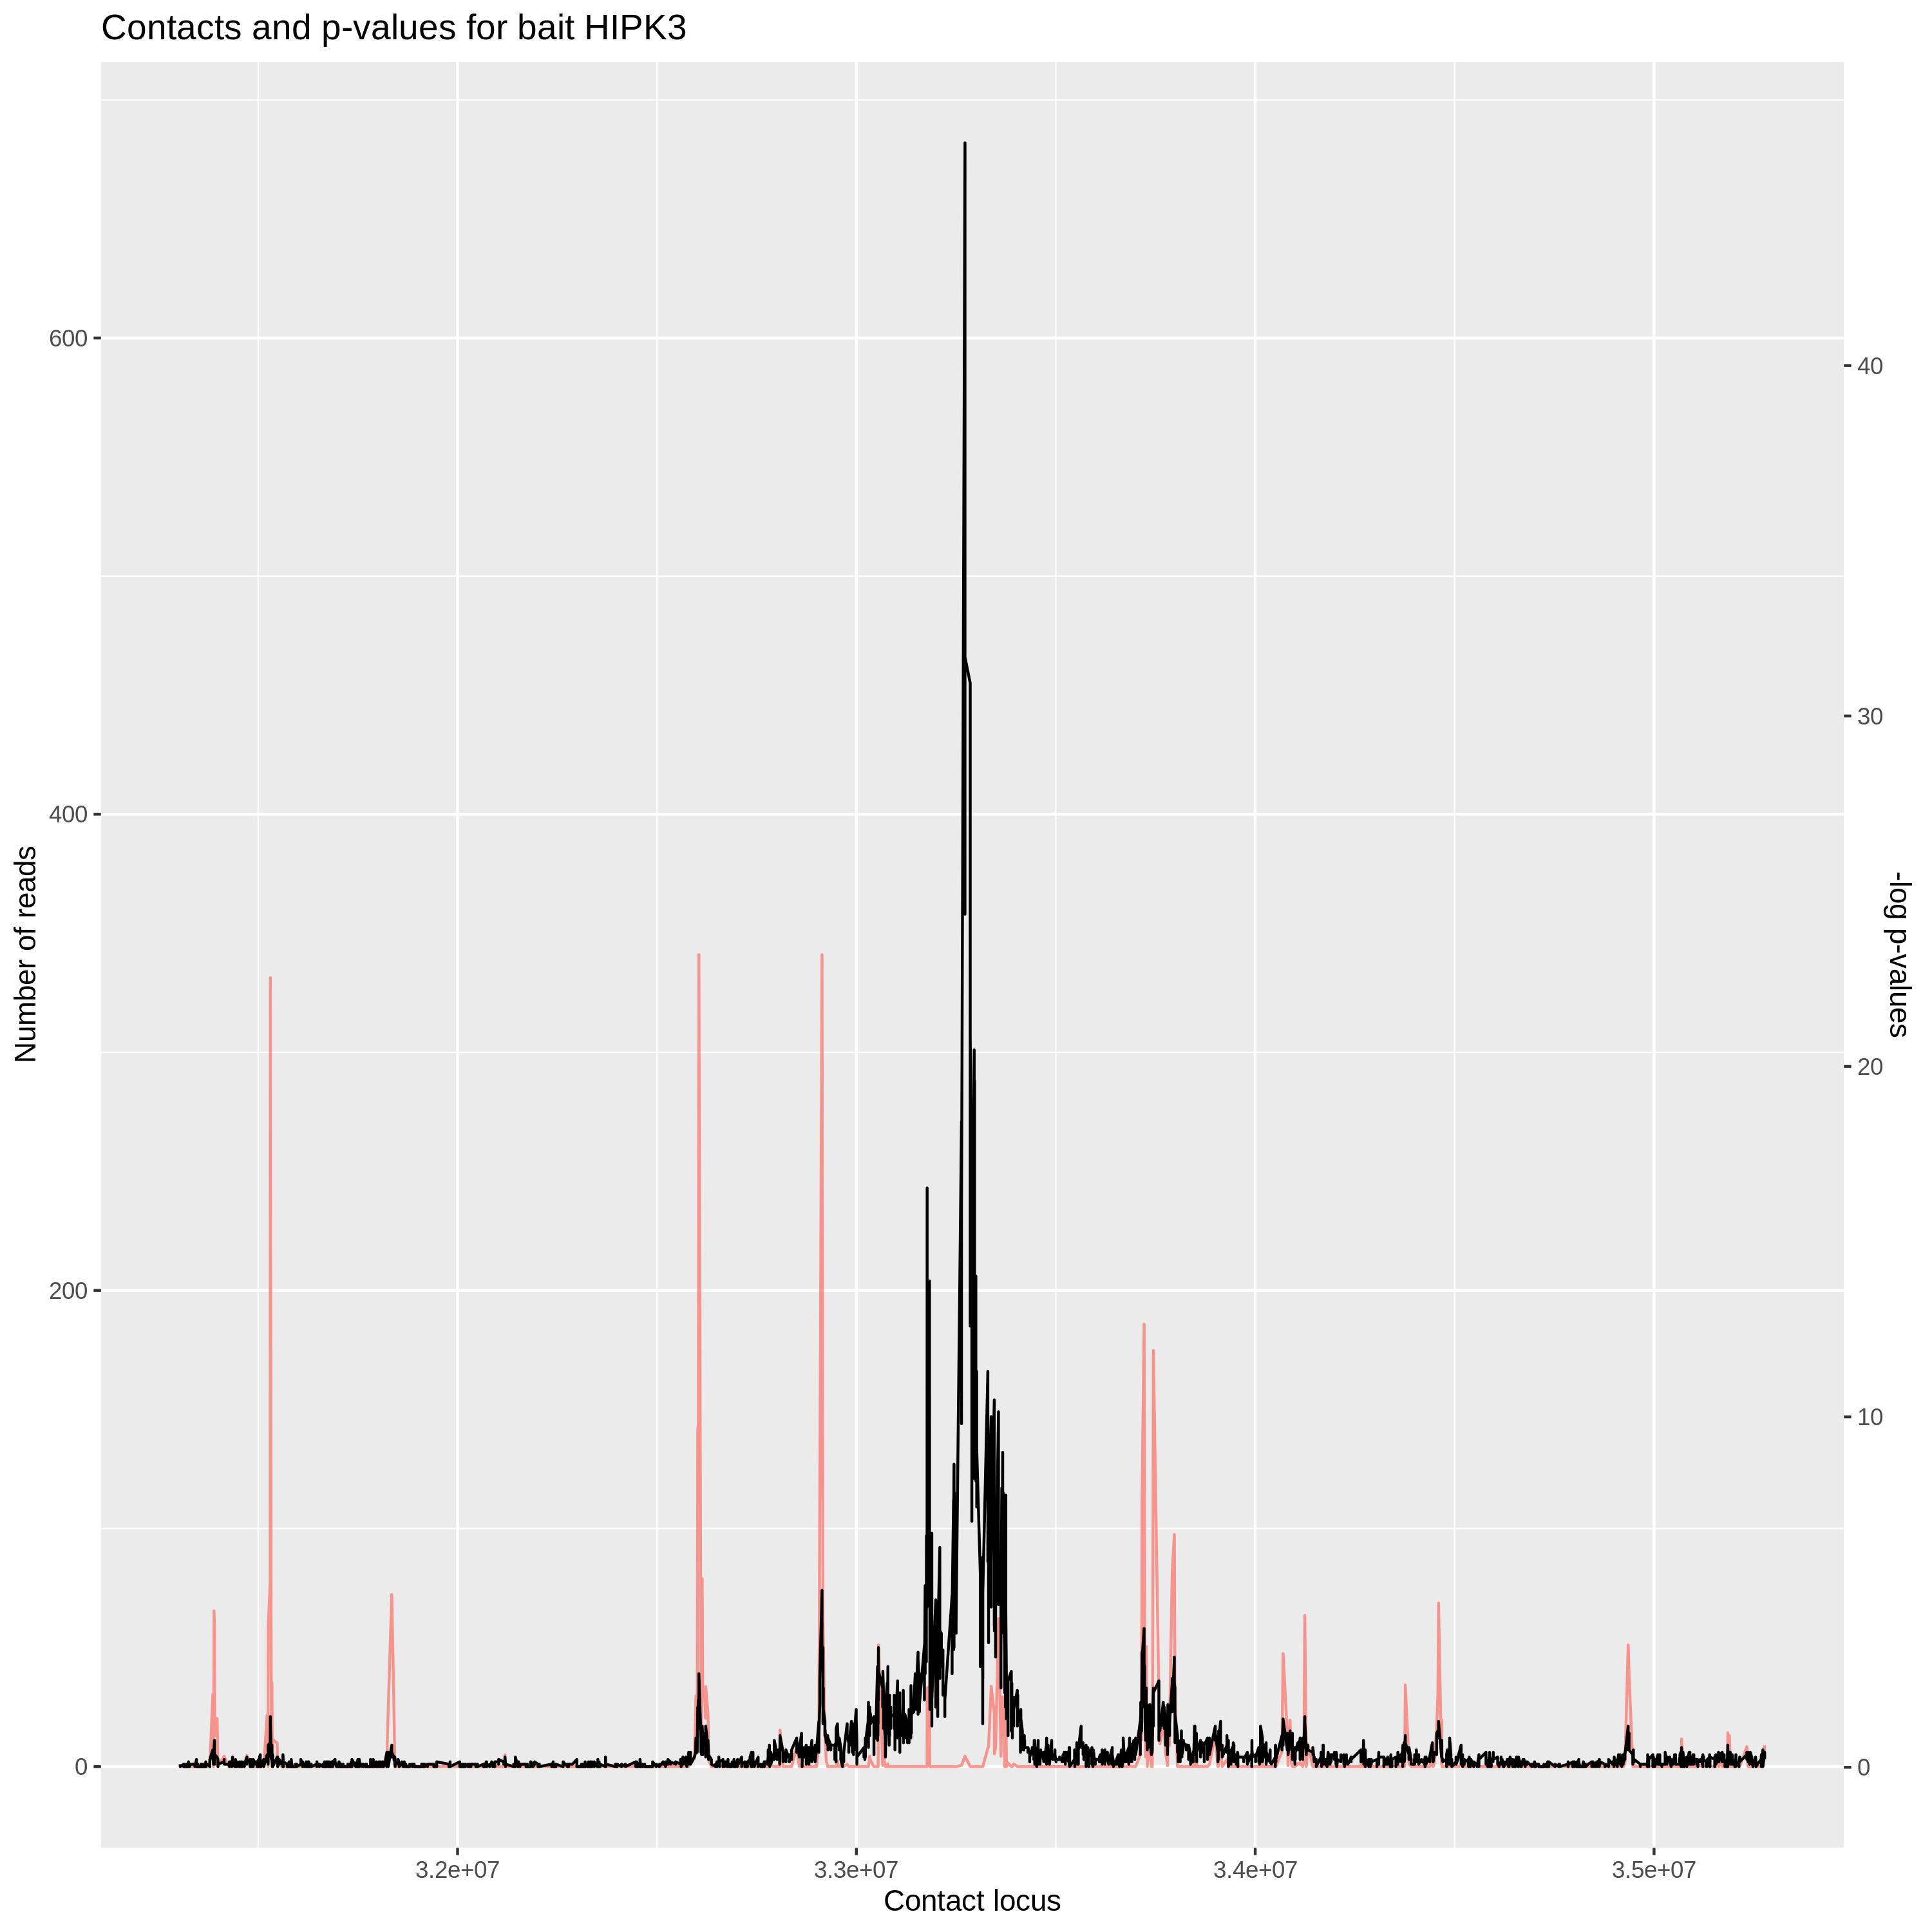 Contacts and p-values for bait HIPK3
600
400
200
0
Number of reads
40
30
20
10
0
-log p-values
3.2e+07
3.3e+07
3.4e+07
3.5e+07
Contact locus